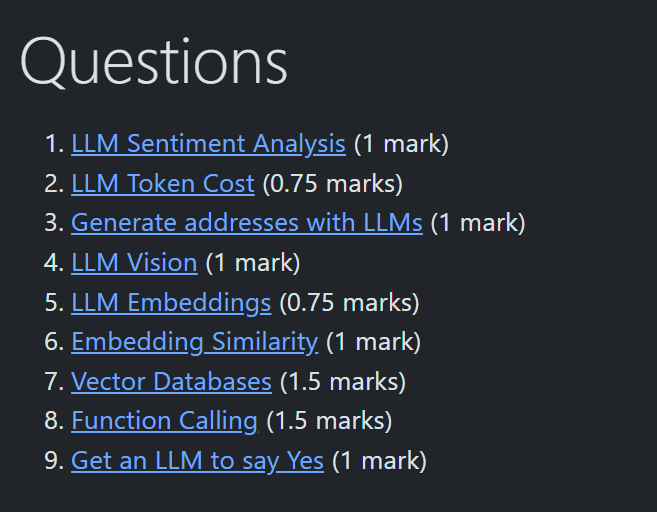 Questions
1. LLM Sentiment Analysis (1 mark)
2. LLM Token Cost (0.75 marks)
3. Generate addresses with LLMs (1 mark)
4. LLM Vision (1 mark)
5. LLM Embeddings (0.75 marks)
6. Embedding Similarity (1 mark)
7. Vector Databases (1.5 marks)
8. Function Calling (1.5 marks)
9. Get an LLM to say Yes (1 mark)